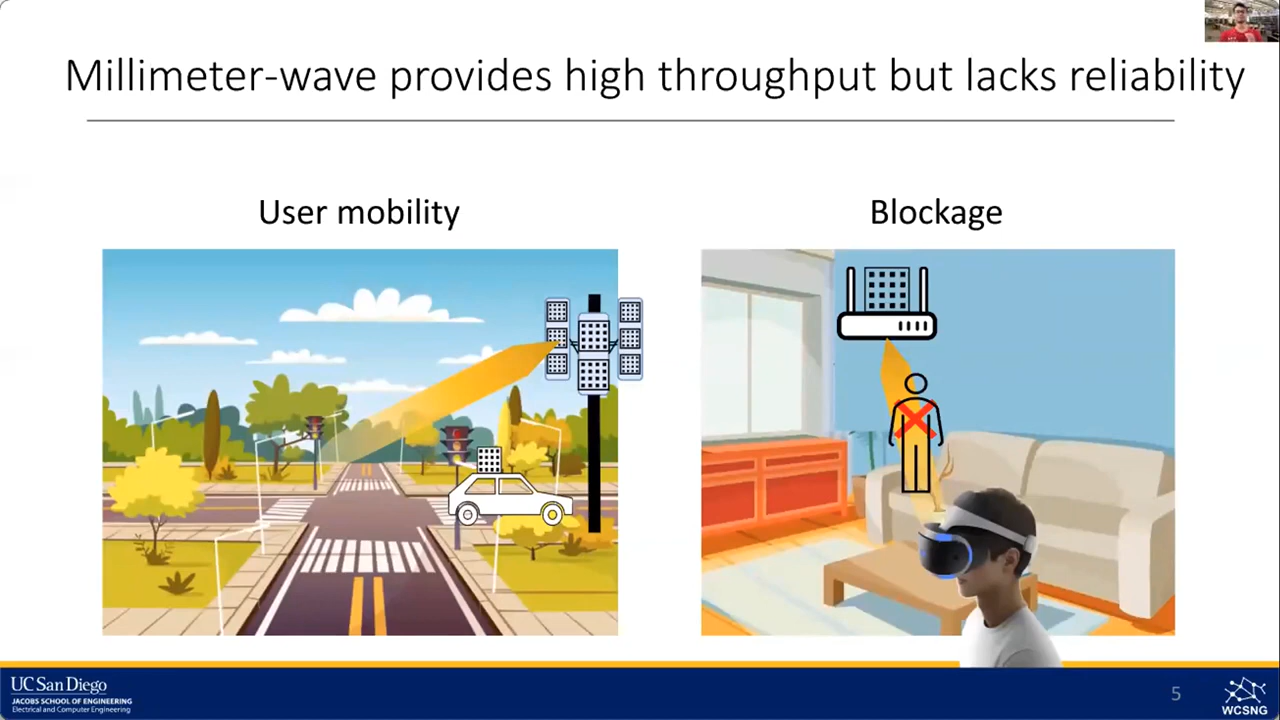 Millimeter-wave provides high throughput but lacks reliability
User mobility
Blockage
UC San Diego
JACOBS SCHOOL OF ENGINEERING
Electrical and Computer Engineering
5
WCSNG